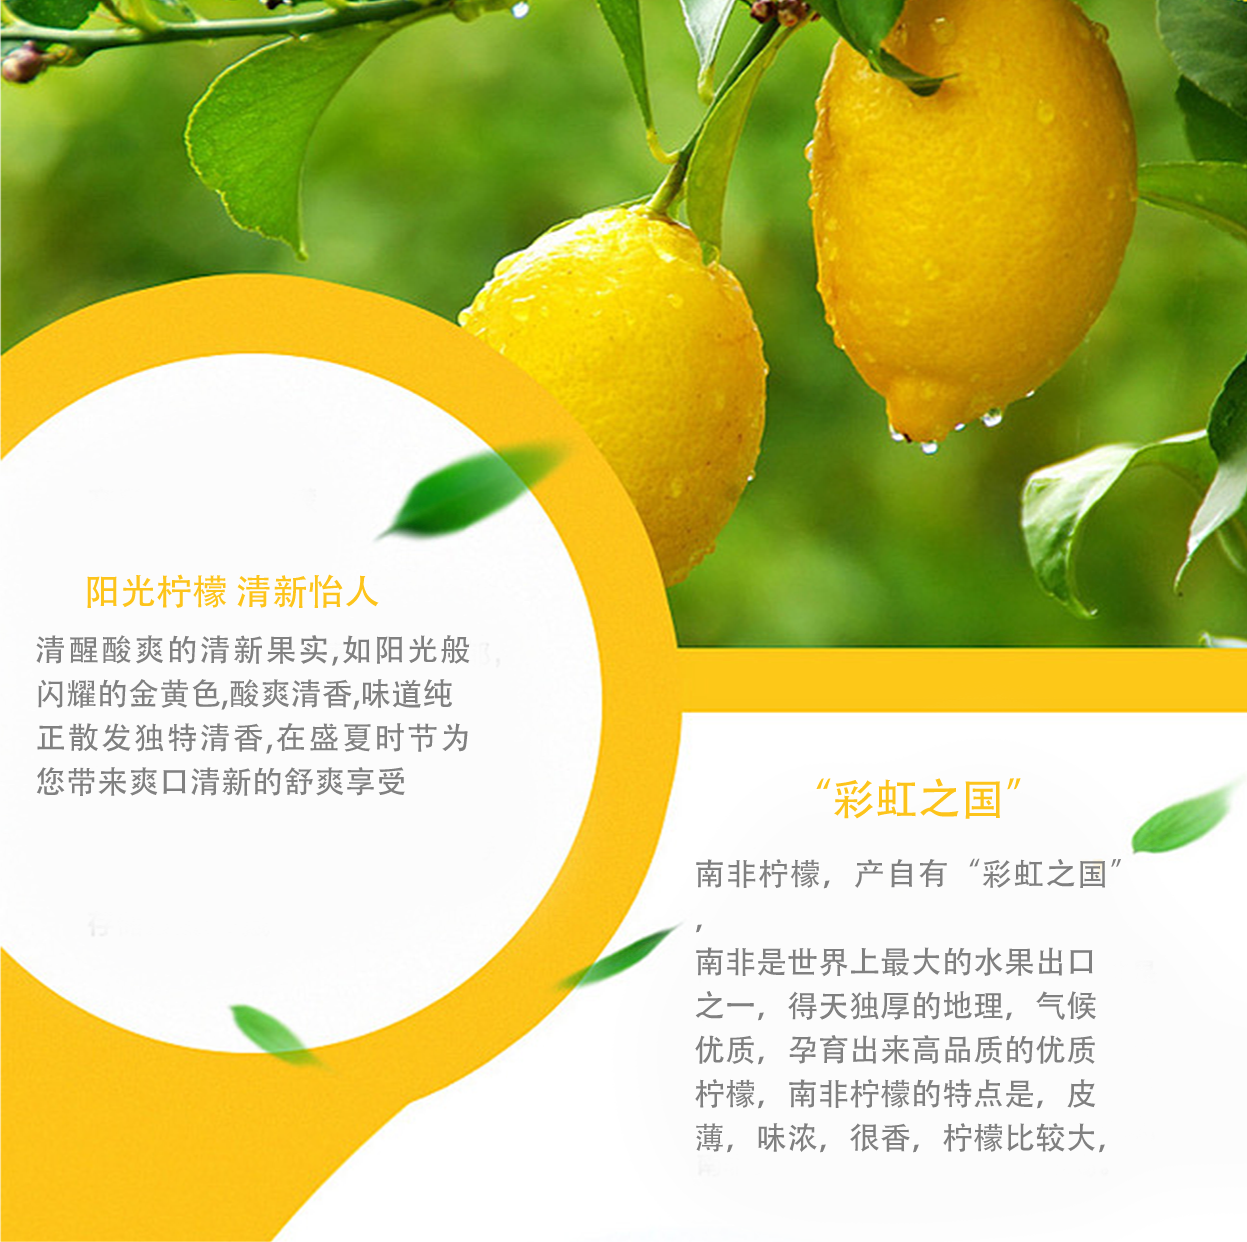 阳光柠檬 清新怡人
清醒酸爽的清新果实,如阳光般
闪耀的金黄色,酸爽清香,味道纯
正散发独特清香,在盛夏时节为
您带来爽口清新的舒爽享受
“彩虹之国”
南非柠檬，产自有“彩虹之国”
,
南非是世界上最大的水果出口
之一，得天独厚的地理，气候
优质，孕育出来高品质的优质
柠檬，南非柠檬的特点是，皮
薄，味浓，很香，柠檬比较大,